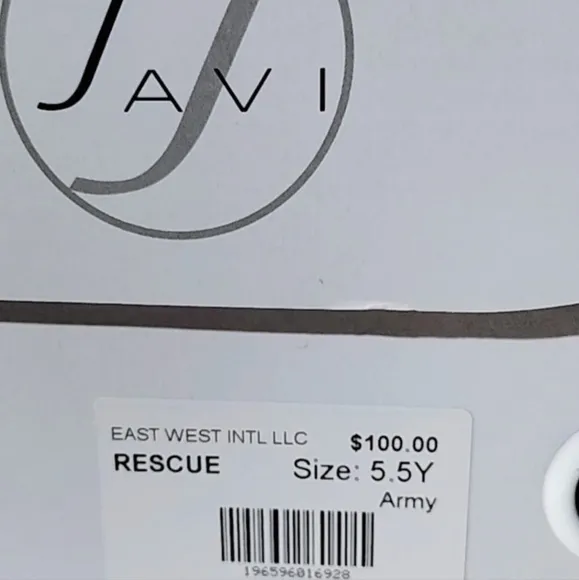 JAVI
EAST WEST INTL LLC $100.00
RESCUE Size: 5.5Y
Army
196596016928